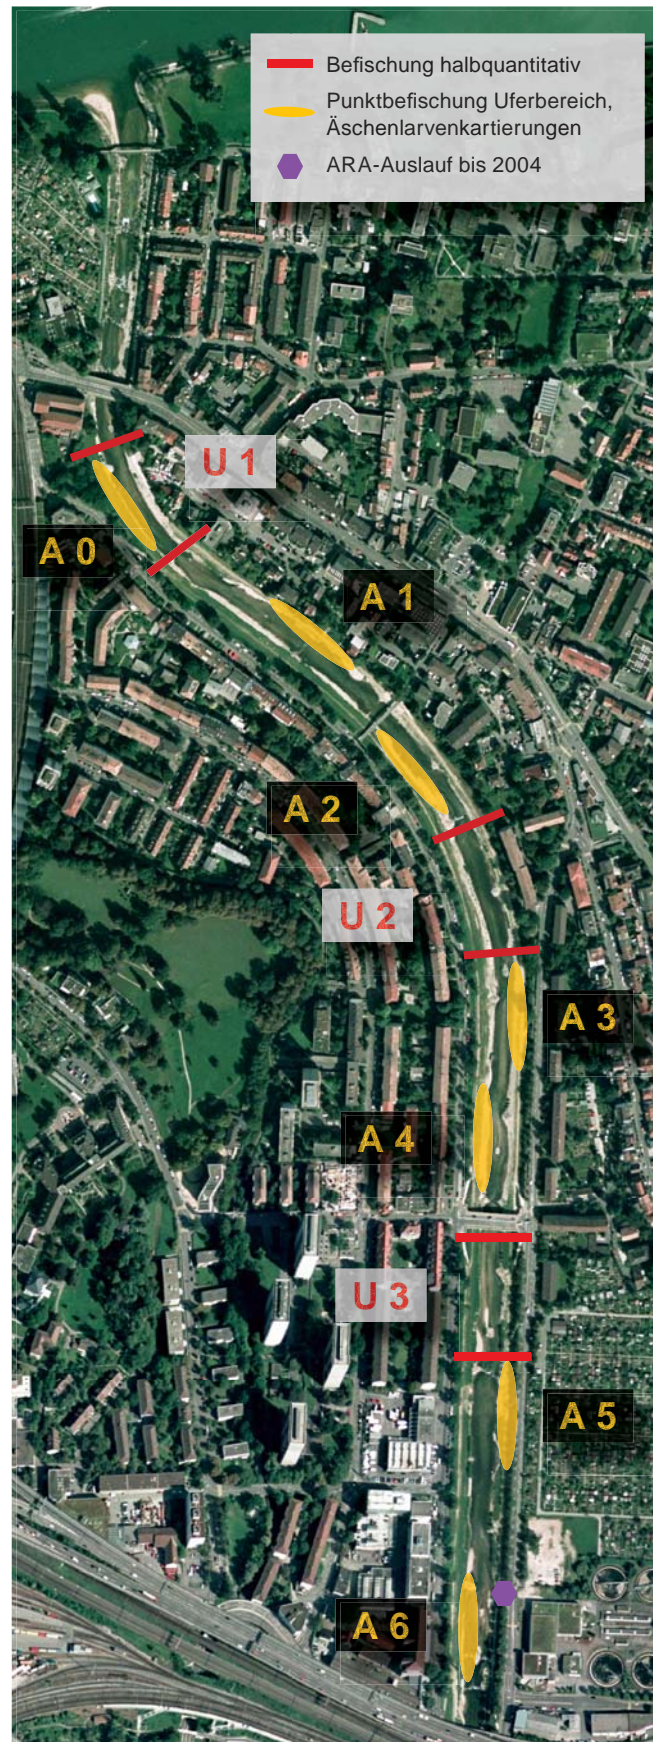 Befischung halbquantitativ
Punktbefischung Uferbereich,
Äschenlarvenkartierungen
ARA-Auslauf bis 2004
U 1
A 0
A 1
A 2
U 2
A 3
A 4
U 3
A 5
A 6